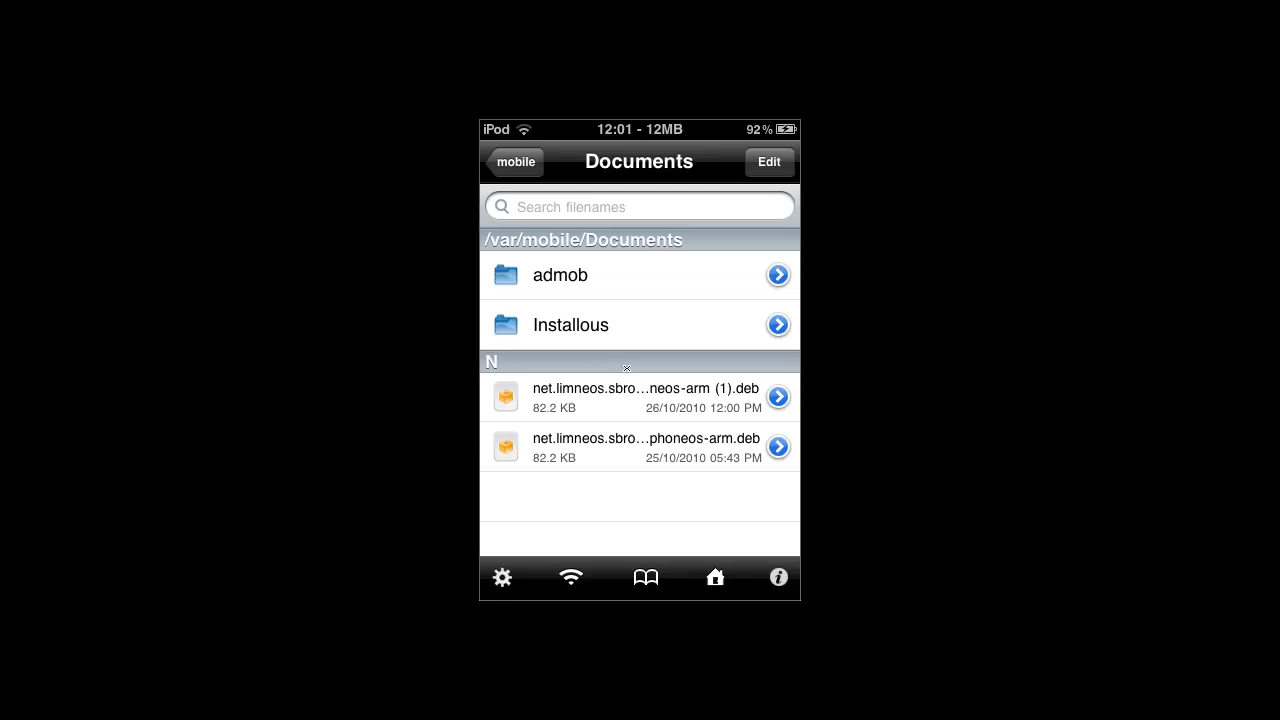 iPod 12:01 - 12MB 92%
mobile Documents Edit
Search filenames
/var/mobile/Documents
admob
Installous
N
net.limneos.sbro...neos-arm (1).deb
82.2 KB 26/10/2010 12:00 PM
net.limneos.sbro...phoneos-arm.deb
82.2 KB 25/10/2010 05:43 PM